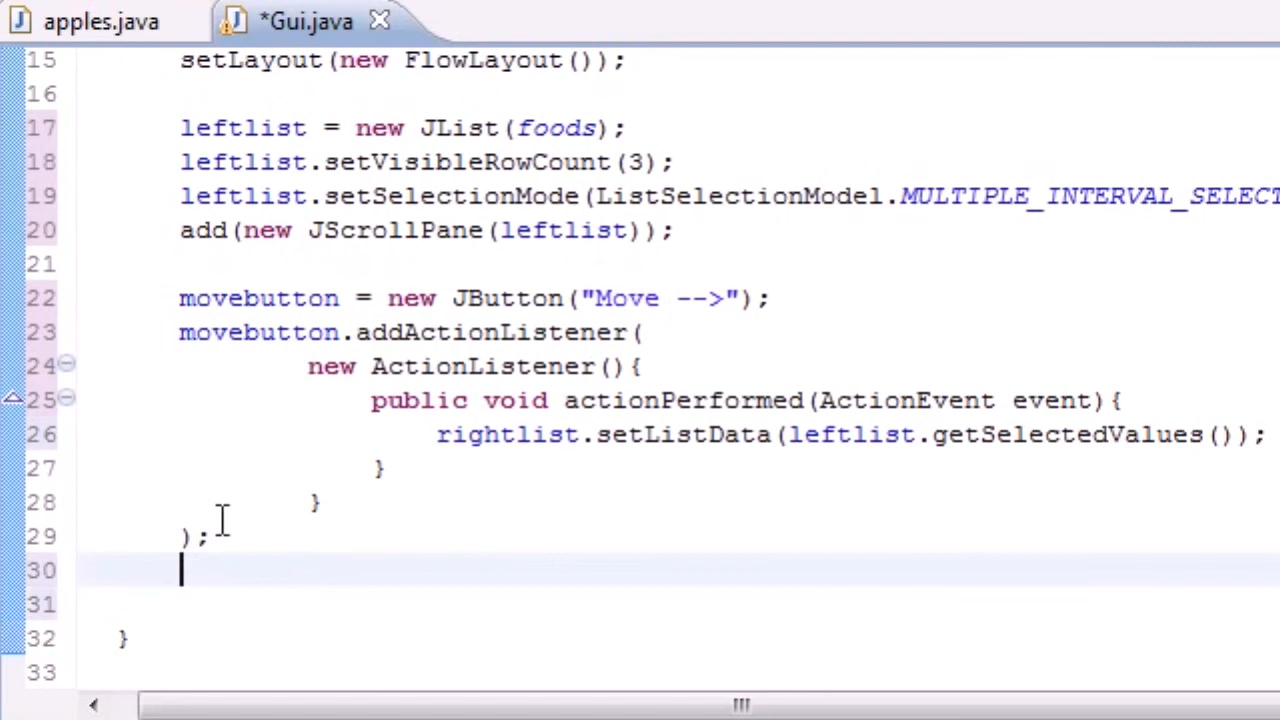 apples.java *Gui.java
15 setLayout(new FlowLayout());
16
17 leftlist = new JList(foods);
18 leftlist.setVisibleRowCount(3);
19 leftlist.setSelectionMode(ListSelectionModel.MULTIPLE_INTERVAL_SELECT
20 add(new JScrollPane(leftlist));
21
22 movebutton = new JButton("Move -->");
23 movebutton.addActionListener(
24 new ActionListener(){
25 public void actionPerformed(ActionEvent event){
26 rightlist.setListData(leftlist.getSelectedValues());
27 }
28 }
29 );
30
31
32 }
33